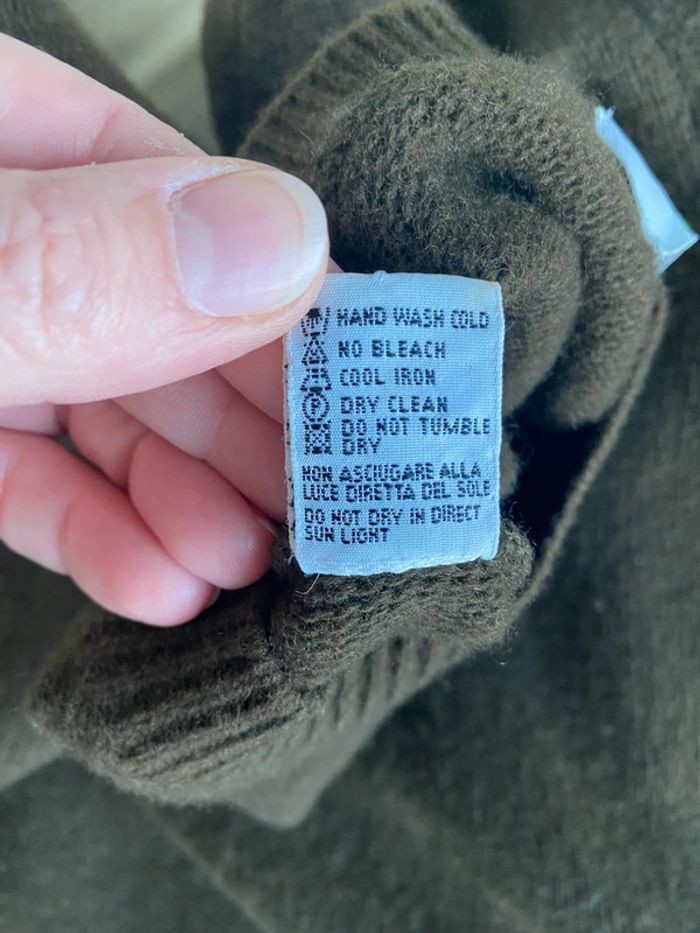 HAND WASH COLD
NO BLEACH
COOL IRON
DRY CLEAN
DO NOT TUMBLE
DRY
NON ASCIUGARE ALLA
LUCE DIRETTA DEL SOLE
DO NOT DRY IN DIRECT
SUN LIGHT